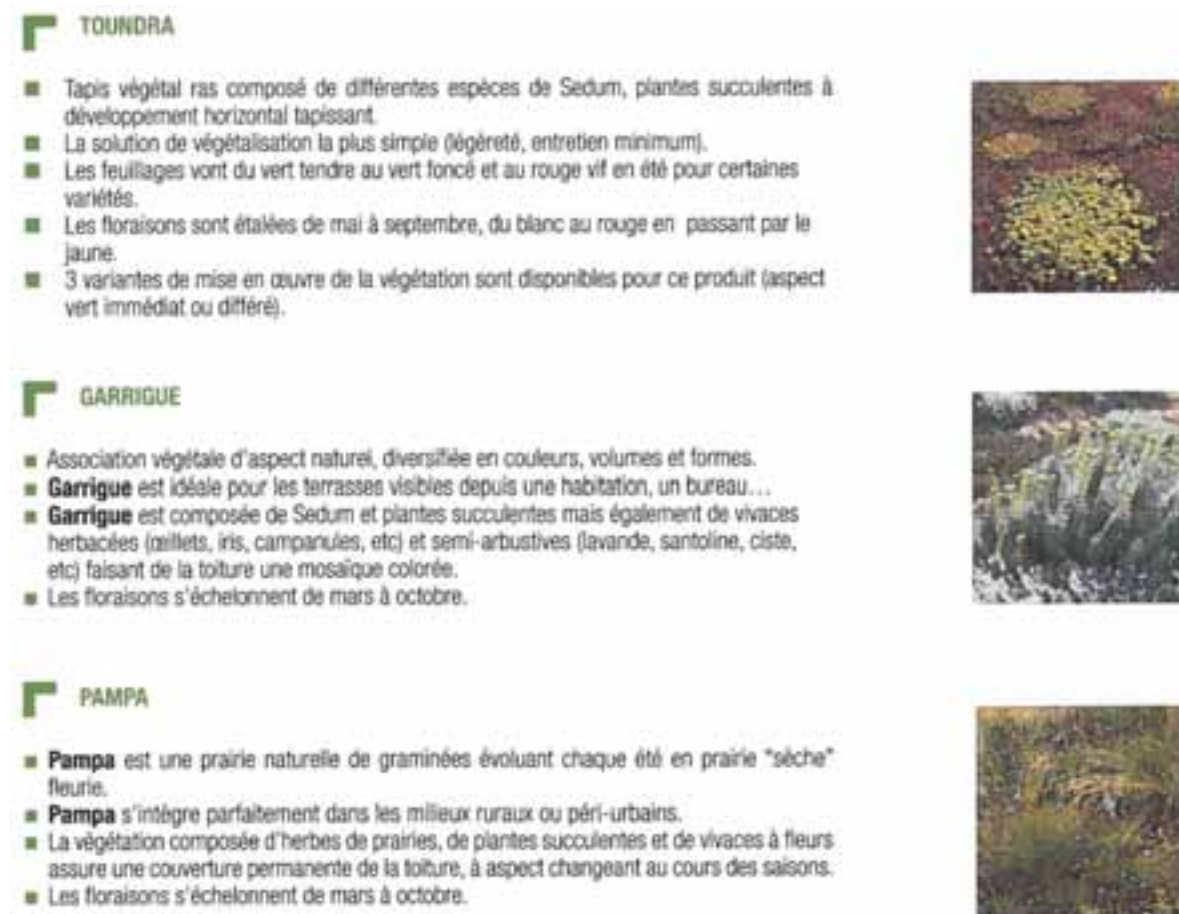 TOUNDRA
Tapis végétal ras composé de différentes espèces de Sedum, plantes succulentes à
développement horizontal tapissant.
La solution de végétalisation la plus simple (légèreté, entretien minimum).
Les feuillages vont du vert tendre au vert foncé et au rouge vif en été pour certaines
variétés.
Les floraisons sont étalées de mai à septembre, du blanc au rouge en passant par le
jaune.
3 variantes de mise en œuvre de la végétation sont disponibles pour ce produit (aspect
vert immédiat ou différé).
GARRIGUE
Association végétale d'aspect naturel, diversifiée en couleurs, volumes et formes.
Garrigue est idéale pour les terrasses visibles depuis une habitation, un bureau...
Garrigue est composée de Sedum et plantes succulentes mais également de vivaces
herbacées (œillets, iris, campanules, etc) et semi-arbustives (lavande, santoline, ciste,
etc) faisant de la toiture une mosaïque colorée.
Les floraisons s'échelonnent de mars à octobre.
PAMPA
Pampa est une prairie naturelle de graminées évoluant chaque été en prairie "sèche"
fleurie.
Pampa s'intègre parfaitement dans les milieux ruraux ou péri-urbains.
La végétation composée d'herbes de prairies, de plantes succulentes et de vivaces à fleurs
assure une couverture permanente de la toiture, à aspect changeant au cours des saisons.
Les floraisons s'échelonnent de mars à octobre.